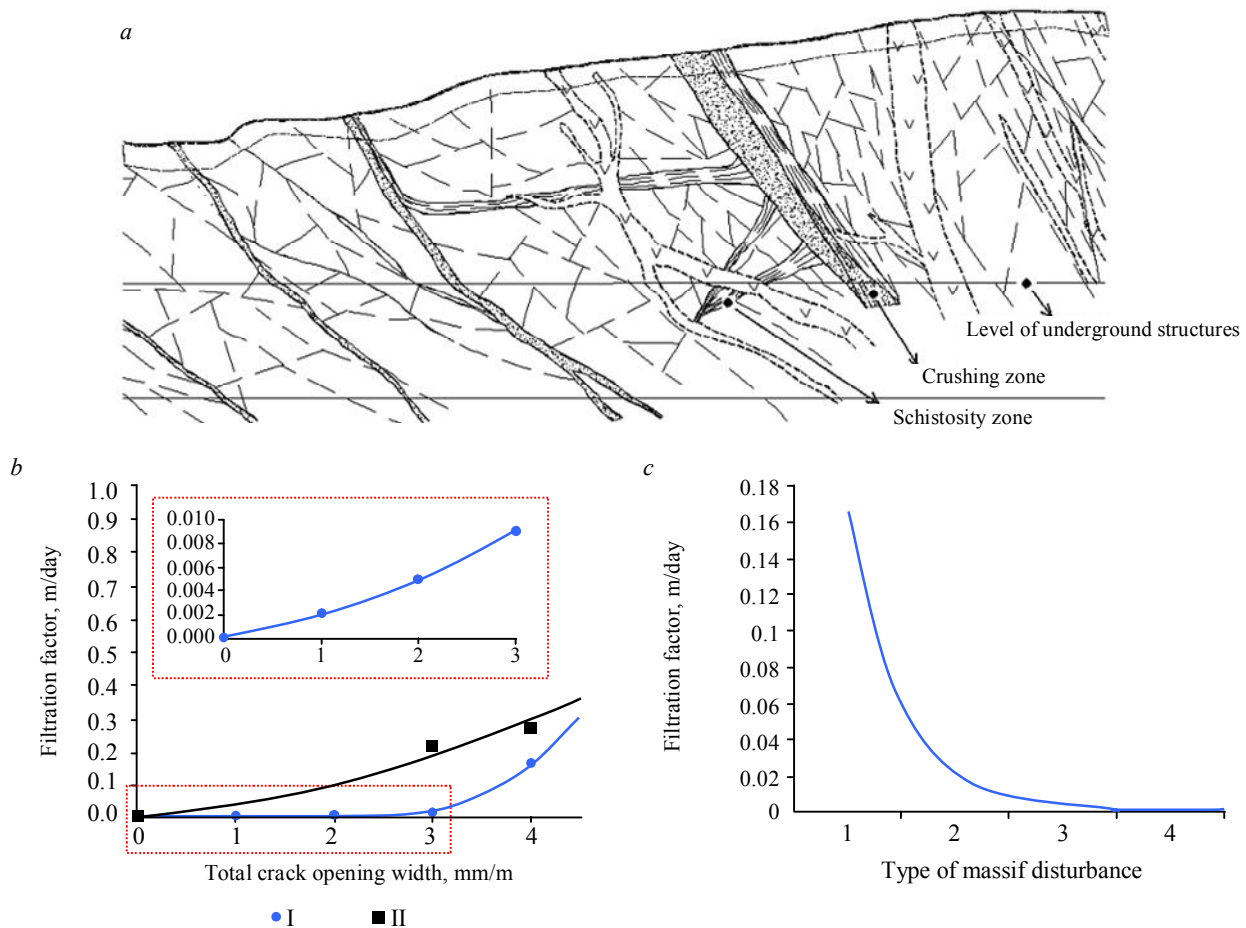 a
Level of underground structures
Crushing zone
Schistosity zone
b
Filtration factor, m/day
1.0
0.9
0.8
0.7
0.6
0.5
0.4
0.3
0.2
0.1
0.0
0.010
0.008
0.006
0.004
0.002
0.000
0 1 2 3
0 1 2 3 4
Total crack opening width, mm/m
I II
c
Filtration factor, m/day
0.18
0.16
0.14
0.12
0.1
0.08
0.06
0.04
0.02
0
1 2 3 4
Type of massif disturbance